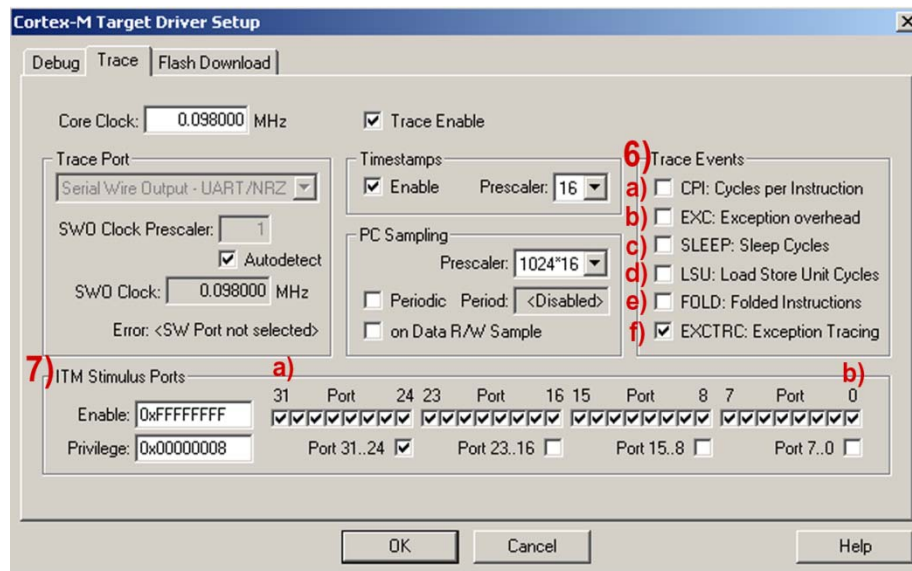 Cortex-M Target Driver Setup
Debug Trace Flash Download
Core Clock: 0.098000 MHz Trace Enable
Trace Port
Serial Wire Output - UART/NRZ
SWO Clock Prescaler: 1
Autodetect
SWO Clock: 0.098000 MHz
Error: <SW Port not selected>
Timestamps
Enable Prescaler: 16
PC Sampling
Prescaler: 1024*16
Periodic Period: <Disabled>
on Data R/W Sample
6) Trace Events
a) CPI: Cycles per Instruction
b) EXC: Exception overhead
c) SLEEP: Sleep Cycles
d) LSU: Load Store Unit Cycles
e) FOLD: Folded Instructions
f) EXCTRC: Exception Tracing
7) ITM Stimulus Ports a) b)
31 Port 24 23 Port 16 15 Port 8 7 Port 0
Enable: 0xFFFFFFFF
Privilege: 0x00000008 Port 31..24 Port 23..16 Port 15..8 Port 7..0
OK Cancel Help